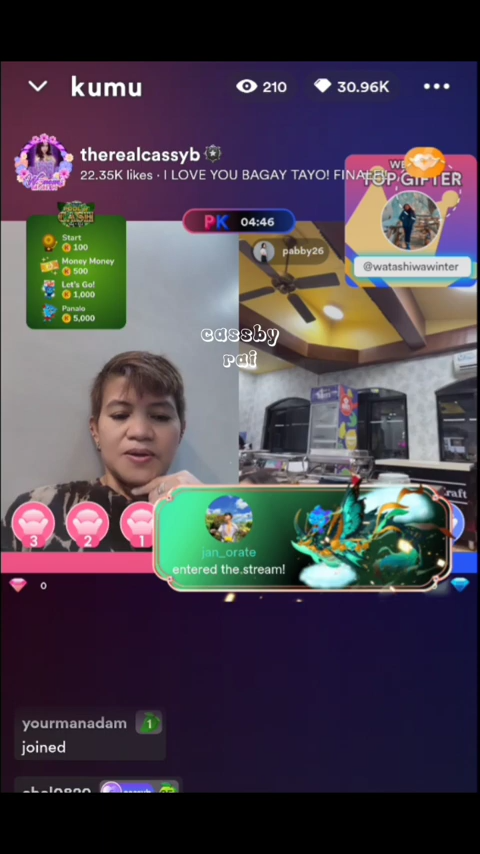 kumu
210
30.96K
therealcassyb
22.35K likes · I LOVE YOU BAGAY TAYO! FINALE!
TOP GIFTER
@watashiwawinter
PK 04:46
pabby26
Start
100
Money Money
500
Let's Go!
1,000
Panalo
5,000
cassby
rai
3
2
1
raft
jan_orate
entered the stream!
0
yourmanadam 1
joined